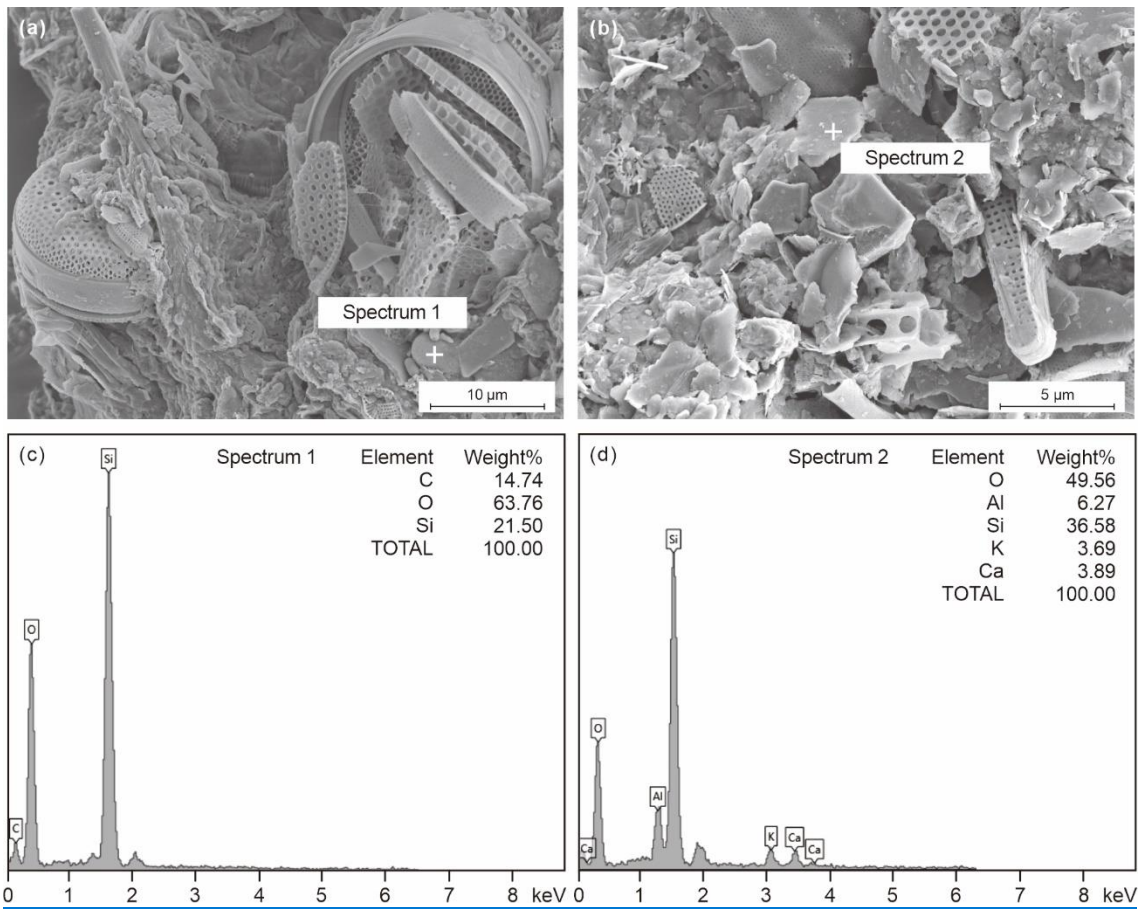 (a)
Spectrum 1
10 µm
(b)
Spectrum 2
5 µm
(c) Spectrum 1 Element Weight%
C 14.74
O 63.76
Si 21.50
TOTAL 100.00
Si
O
C
0 1 2 3 4 5 6 7 8 keV
(d) Spectrum 2 Element Weight%
O 49.56
Al 6.27
Si 36.58
K 3.69
Ca 3.89
TOTAL 100.00
Si
O
Al
K Ca
Ca Ca
0 1 2 3 4 5 6 7 8 keV